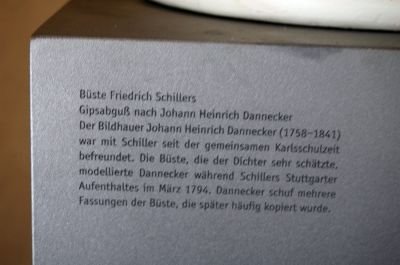 Büste Friedrich Schillers
Gipsabguß nach Johann Heinrich Dannecker
Der Bildhauer Johann Heinrich Dannecker (1758–1841)
war mit Schiller seit der gemeinsamen Karlsschulzeit
befreundet. Die Büste, die der Dichter sehr schätzte,
modellierte Dannecker während Schillers Stuttgarter
Aufenthaltes im März 1794. Dannecker schuf mehrere
Fassungen der Büste, die später häufig kopiert wurde.